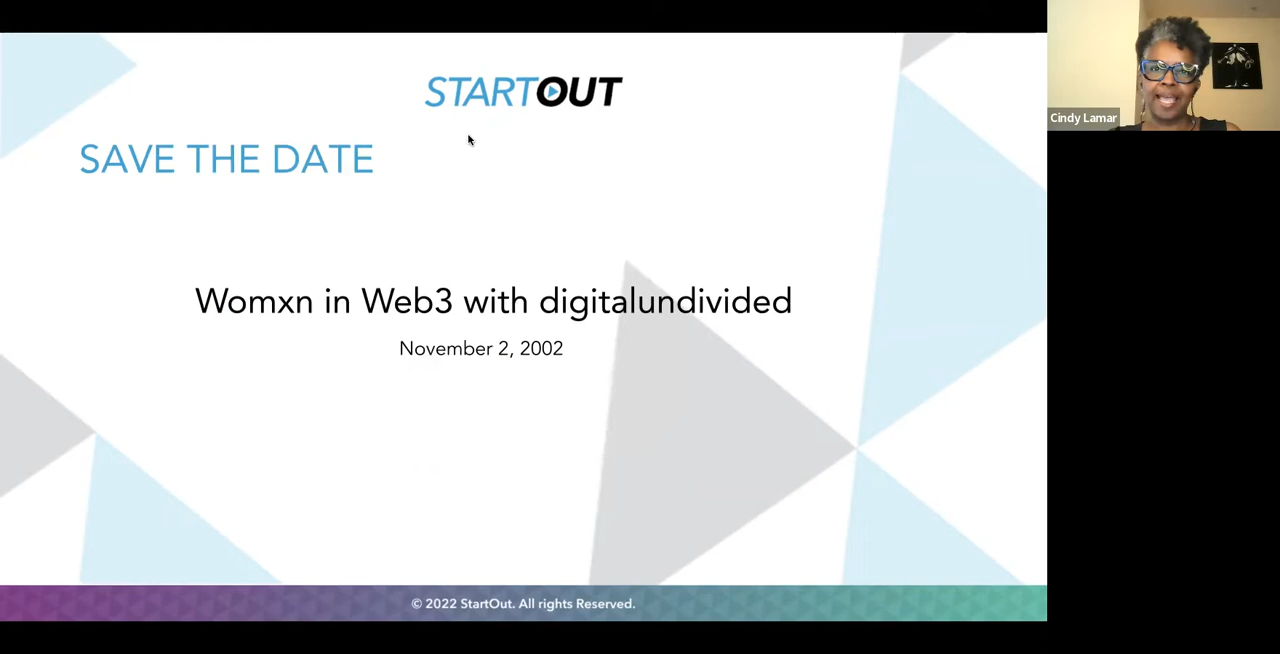 STARTOUT
SAVE THE DATE
Womxn in Web3 with digitalundivided
November 2, 2002
© 2022 StartOut. All rights Reserved.
Cindy Lamar